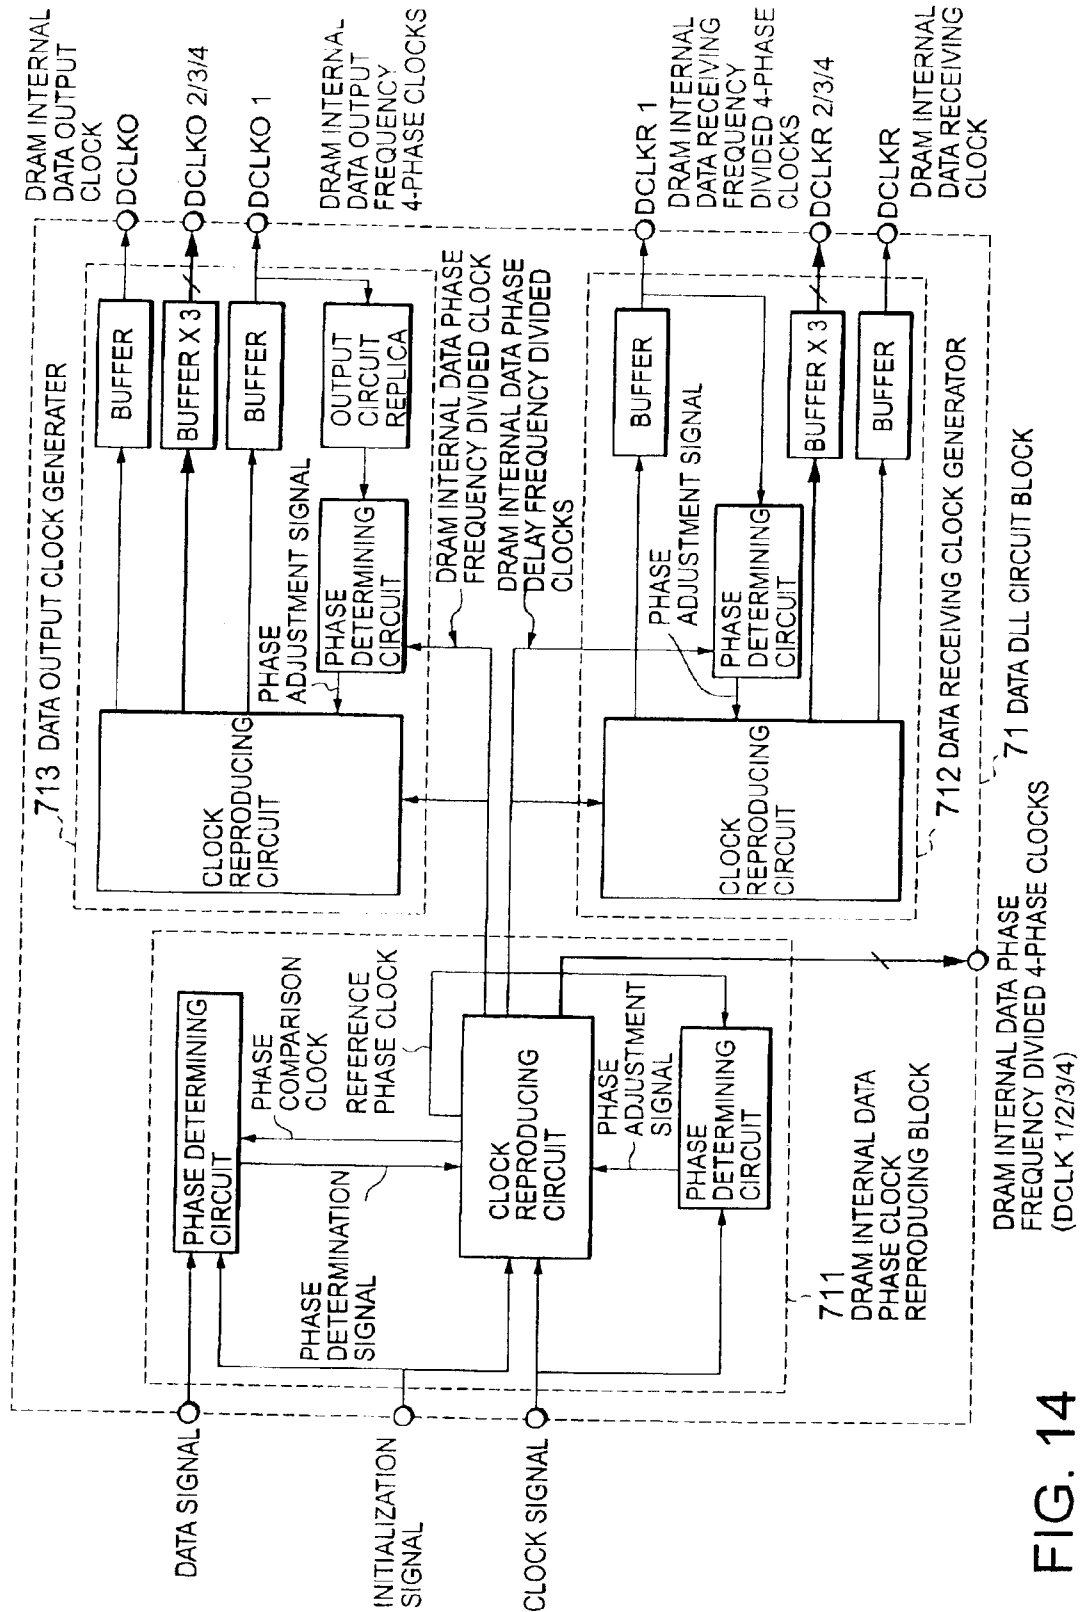 DATA SIGNAL
INITIALIZATION
SIGNAL
CLOCK SIGNAL
PHASE DETERMINING
CIRCUIT
PHASE
DETERMINATION
SIGNAL
PHASE
COMPARISON
CLOCK
REFERENCE
PHASE CLOCK
CLOCK
REPRODUCING
CIRCUIT
PHASE
ADJUSTMENT
SIGNAL
PHASE
DETERMINING
CIRCUIT
711
DRAM INTERNAL DATA
PHASE CLOCK
REPRODUCING BLOCK
DRAM INTERNAL DATA PHASE
FREQUENCY DIVIDED 4-PHASE CLOCKS
(DCLK 1/2/3/4)
713 DATA OUTPUT CLOCK GENERATER
CLOCK
REPRODUCING
CIRCUIT
BUFFER
BUFFER X 3
BUFFER
OUTPUT
CIRCUIT
REPLICA
PHASE
ADJUSTMENT SIGNAL
PHASE
DETERMINING
CIRCUIT
DRAM INTERNAL DATA PHASE
FREQUENCY DIVIDED CLOCK
DRAM INTERNAL DATA PHASE
DELAY FREQUENCY DIVIDED
CLOCKS
DRAM INTERNAL
DATA OUTPUT
CLOCK
DCLKO
DCLKO 2/3/4
DCLKO 1
DRAM INTERNAL
DATA OUTPUT
FREQUENCY
4-PHASE CLOCKS
CLOCK
REPRODUCING
CIRCUIT
BUFFER
PHASE
ADJUSTMENT SIGNAL
PHASE
DETERMINING
CIRCUIT
BUFFER X 3
BUFFER
DCLKR 1
DRAM INTERNAL
DATA RECEIVING
FREQUENCY
DIVIDED 4-PHASE
CLOCKS
DCLKR 2/3/4
DCLKR
DRAM INTERNAL
DATA RECEIVING
CLOCK
712 DATA RECEIVING CLOCK GENERATOR
71 DATA DLL CIRCUIT BLOCK
FIG. 14